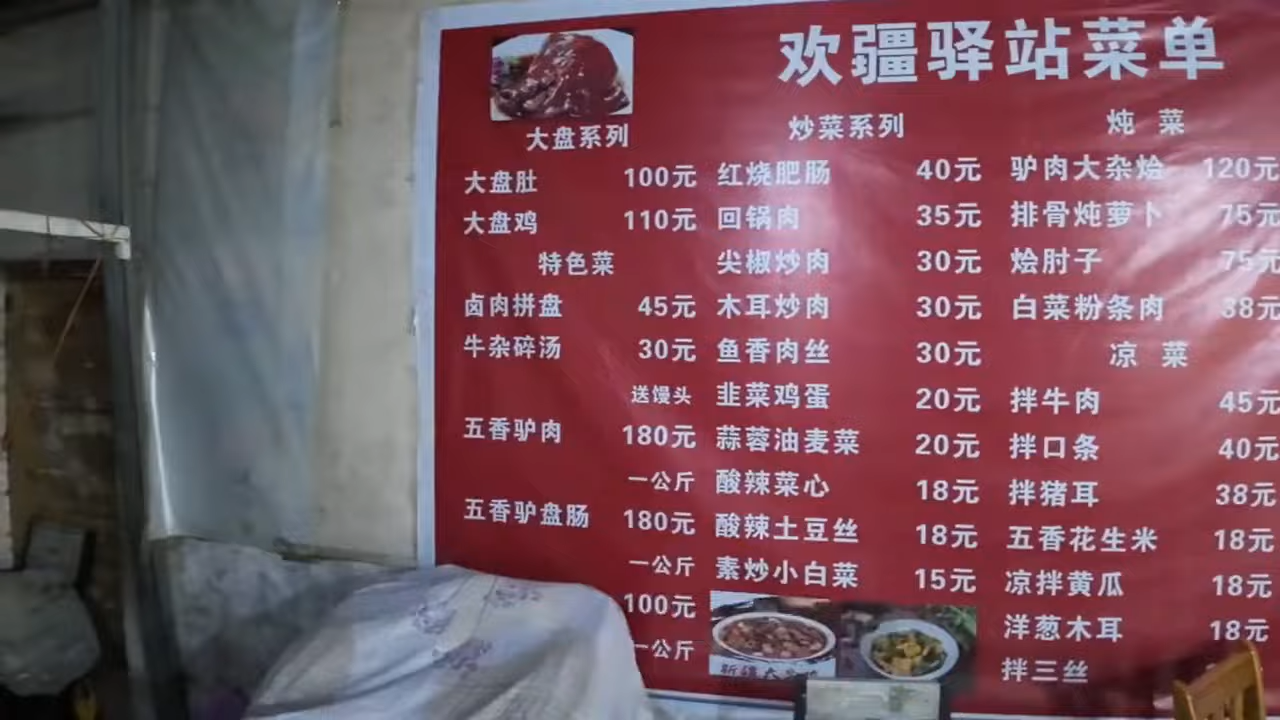 欢疆驿站菜单
大盘系列
大盘肚 100元
大盘鸡 110元
特色菜
卤肉拼盘 45元
牛杂碎汤 30元
送馒头
五香驴肉 180元
一公斤
五香驴盘肠 180元
一公斤
100元
一公斤
炒菜系列
红烧肥肠 40元
回锅肉 35元
尖椒炒肉 30元
木耳炒肉 30元
鱼香肉丝 30元
韭菜鸡蛋 20元
蒜蓉油麦菜 20元
酸辣菜心 18元
酸辣土豆丝 18元
素炒小白菜 15元
新疆大
炖 菜
驴肉大杂烩 120元
排骨炖萝卜 75元
烩肘子 75元
白菜粉条肉 38元
凉 菜
拌牛肉 45元
拌口条 40元
拌猪耳 38元
五香花生米 18元
凉拌黄瓜 18元
洋葱木耳 18元
拌三丝